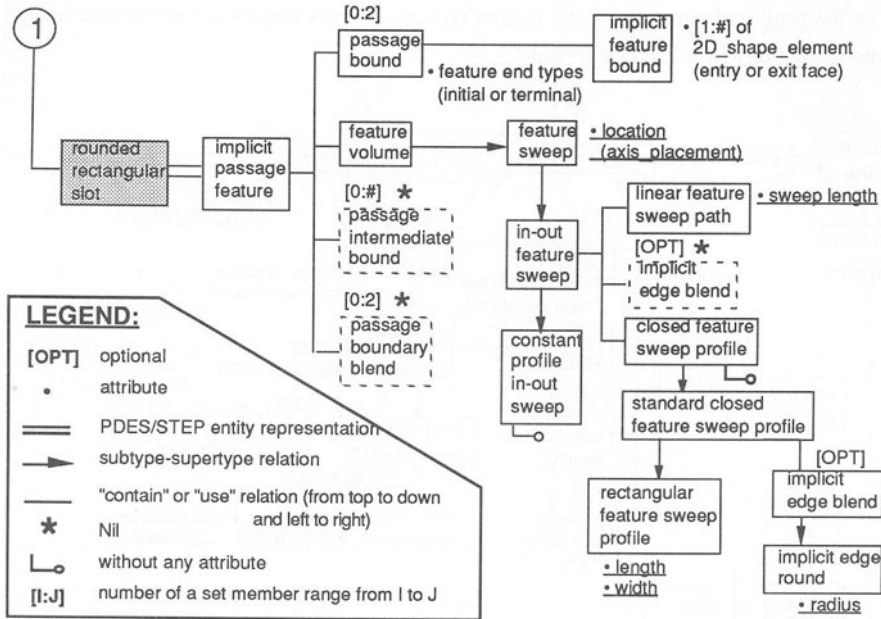 1
rounded
rectangular
slot
implicit
passage
feature
[0:2]
passage
bound
• feature end types
(initial or terminal)
implicit
feature
bound
• [1:#] of
2D_shape_element
(entry or exit face)
feature
volume
feature
sweep
• location
(axis_placement)
[0:#] *
passage
intermediate
bound
[0:2] *
passage
boundary
blend
in-out
feature
sweep
linear feature
sweep path
• sweep length
[OPT] *
implicit
edge blend
closed feature
sweep profile
constant
profile
in-out
sweep
standard closed
feature sweep profile
[OPT]
implicit
edge blend
rectangular
feature sweep
profile
• length
• width
implicit edge
round
• radius
LEGEND:
[OPT] optional
• attribute
PDES/STEP entity representation
subtype-supertype relation
"contain" or "use" relation (from top to down
and left to right)
* Nil
without any attribute
[I:J] number of a set member range from I to J